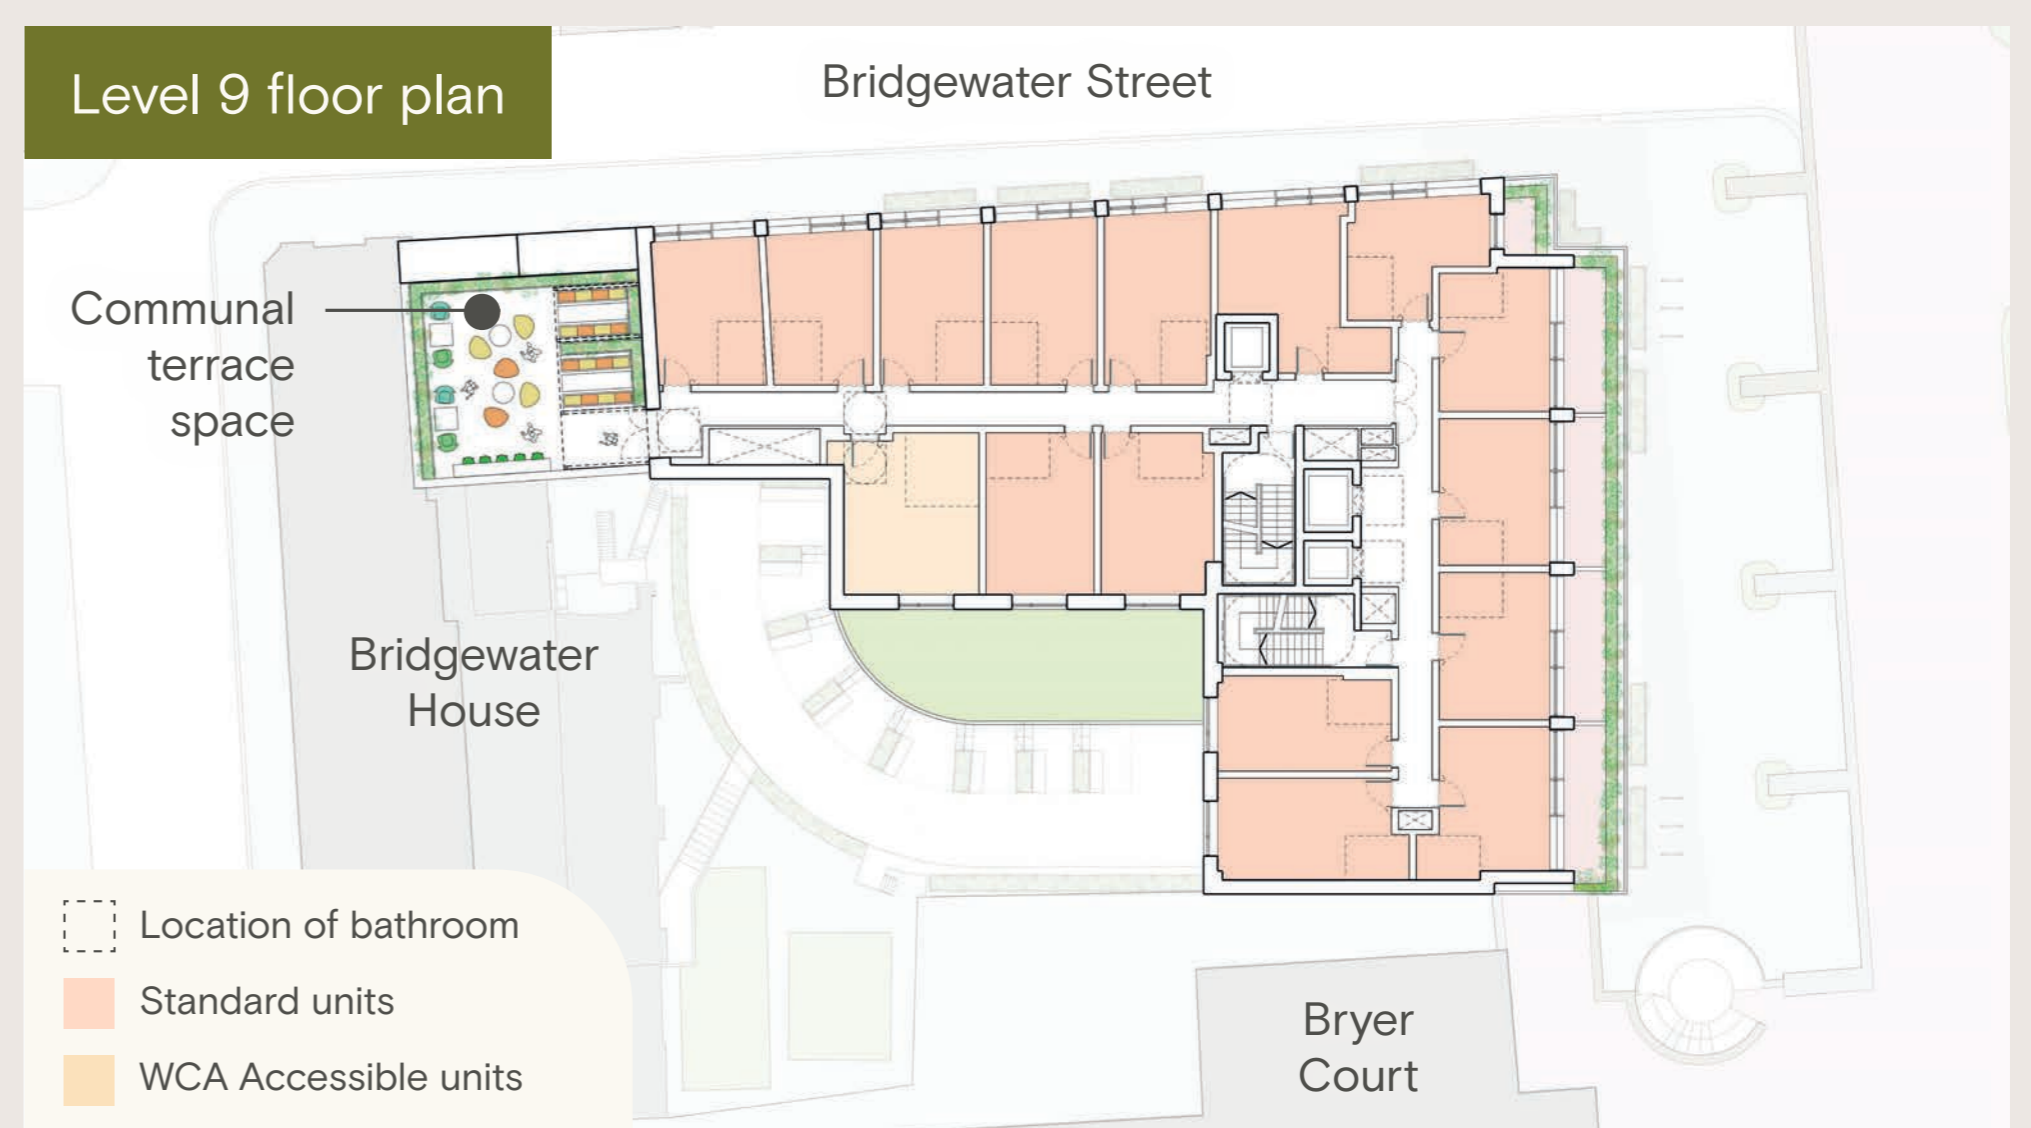 Level 9 floor plan
Bridgewater Street
Communal
terrace
space
Bridgewater
House
Location of bathroom
Standard units
WCA Accessible units
Bryer
Court